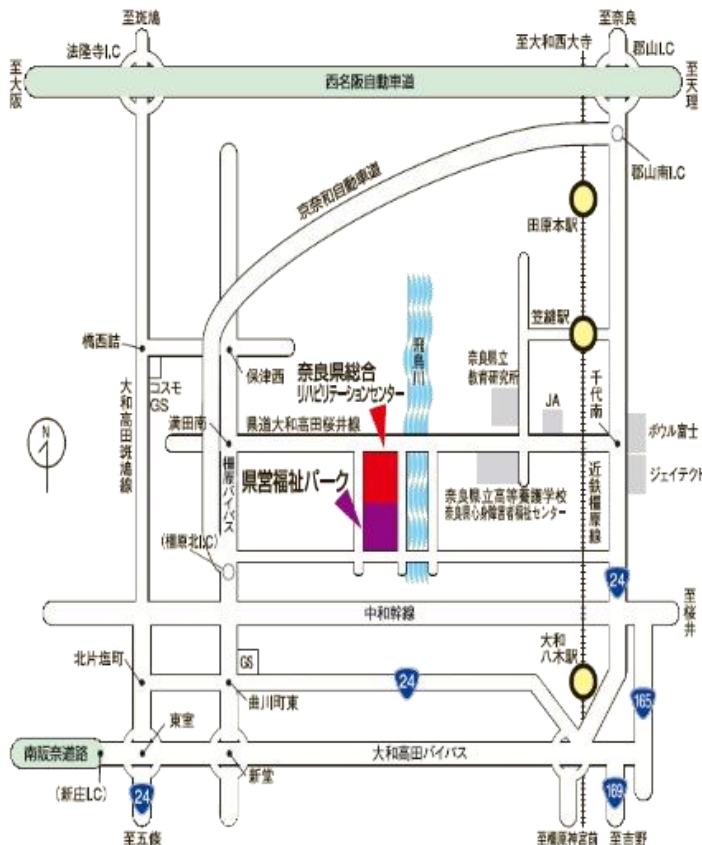 至斑鳩
至奈良
法隆寺I.C
至大和西大寺
郡山I.C
至大阪
西名阪自動車道
至天理
京奈和自動車道
郡山南I.C
田原本駅
笠縫駅
橋西詰
保津西
飛鳥川
奈良県総合
リハビリテーションセンター
奈良県立
教育研究所
コスモ
GS
JA
千代南
大和高田斑鳩線
満田南
県道大和高田桜井線
ボウル富士
ジェイテクト
N
橿原バイパス
県営福祉パーク
奈良県立高等養護学校
奈良県心身障害者福祉センター
近鉄橿原線
(橿原北I.C)
24
中和幹線
至桜井
北片塩町
GS
曲川町東
24
大和
八木駅
165
東室
南阪奈道路
大和高田バイパス
(新庄I.C)
新堂
24
169
至五條
至橿原神宮前
至吉野